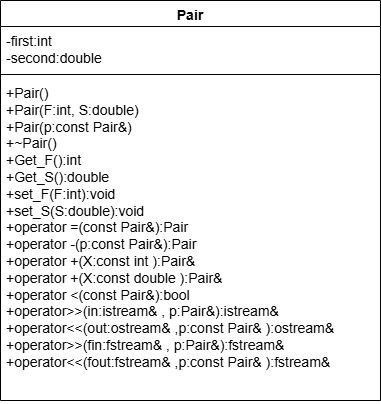 Pair
-first:int
-second:double
+Pair()
+Pair(F:int, S:double)
+Pair(p:const Pair&)
+~Pair()
+Get_F():int
+Get_S():double
+set_F(F:int):void
+set_S(S:double):void
+operator =(const Pair&):Pair
+operator -(p:const Pair&):Pair
+operator +(X:const int ):Pair&
+operator +(X:const double ):Pair&
+operator <(const Pair&):bool
+operator>>(in:istream& , p:Pair&):istream&
+operator<<(out:ostream& ,p:const Pair& ):ostream&
+operator>>(fin:fstream& , p:Pair&):fstream&
+operator<<(fout:fstream& ,p:const Pair& ):fstream&